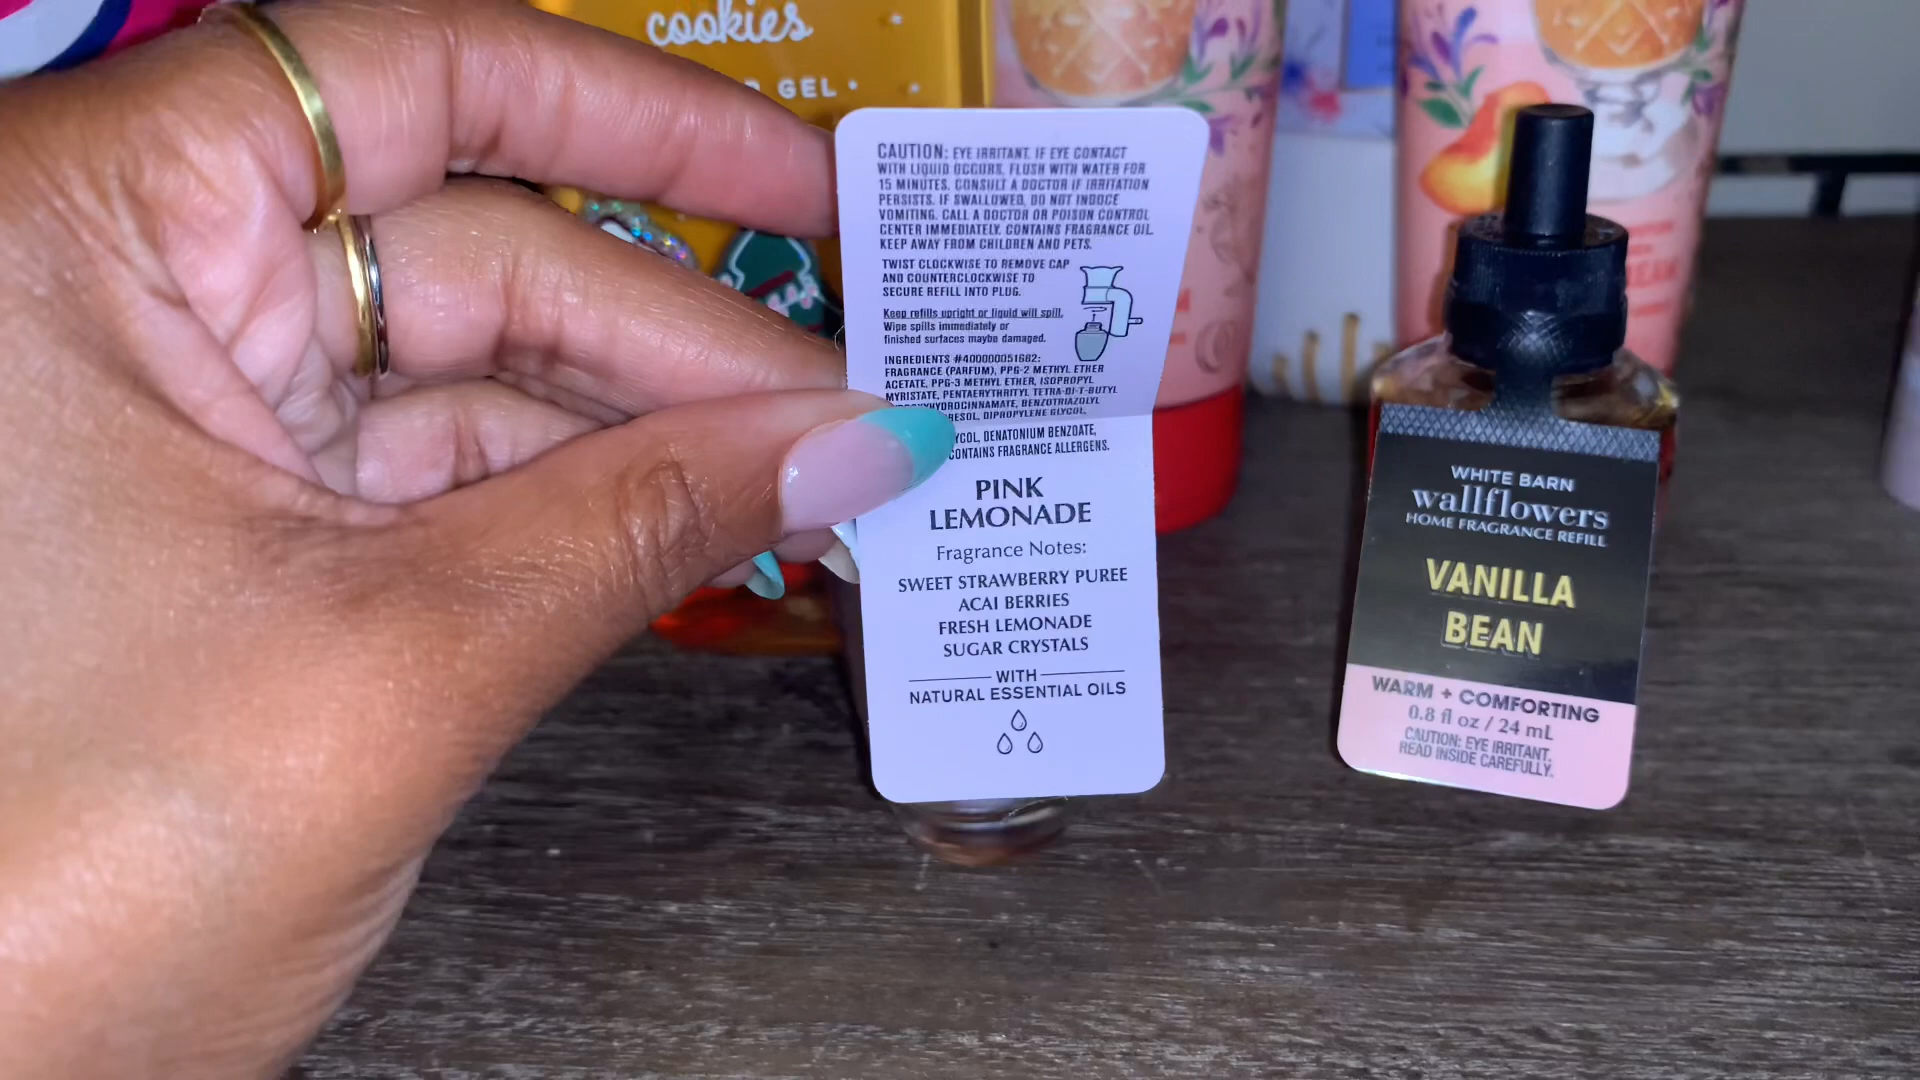 cookies
GEL •
CAUTION: EYE IRRITANT. IF EYE CONTACT
WITH LIQUID OCCURS, FLUSH WITH WATER FOR
15 MINUTES. CONSULT A DOCTOR IF IRRITATION
PERSISTS. IF SWALLOWED, DO NOT INDUCE
VOMITING. CALL A DOCTOR OR POISON CONTROL
CENTER IMMEDIATELY. CONTAINS FRAGRANCE OIL.
KEEP AWAY FROM CHILDREN AND PETS.
TWIST CLOCKWISE TO REMOVE CAP
AND COUNTERCLOCKWISE TO
SECURE REFILL INTO PLUG.
Keep refills upright or liquid will spill.
Wipe spills immediately or
finished surfaces maybe damaged.
INGREDIENTS #400000051682:
FRAGRANCE (PARFUM), PPG-2 METHYL ETHER
ACETATE, PPG-3 METHYL ETHER, ISOPROPYL
MYRISTATE, PENTAERYTHRITYL TETRA-DI-T-BUTYL
BENZOTRIAZOLYL
DIPROPYLENE GLYCOL,
DENATONIUM BENZOATE,
CONTAINS FRAGRANCE ALLERGENS.
PINK
LEMONADE
Fragrance Notes:
SWEET STRAWBERRY PUREE
ACAI BERRIES
FRESH LEMONADE
SUGAR CRYSTALS
WITH
NATURAL ESSENTIAL OILS
WHITE BARN
wallflowers
HOME FRAGRANCE REFILL
VANILLA
BEAN
WARM + COMFORTING
0.8 fl oz / 24 mL
CAUTION: EYE IRRITANT.
READ INSIDE CAREFULLY.